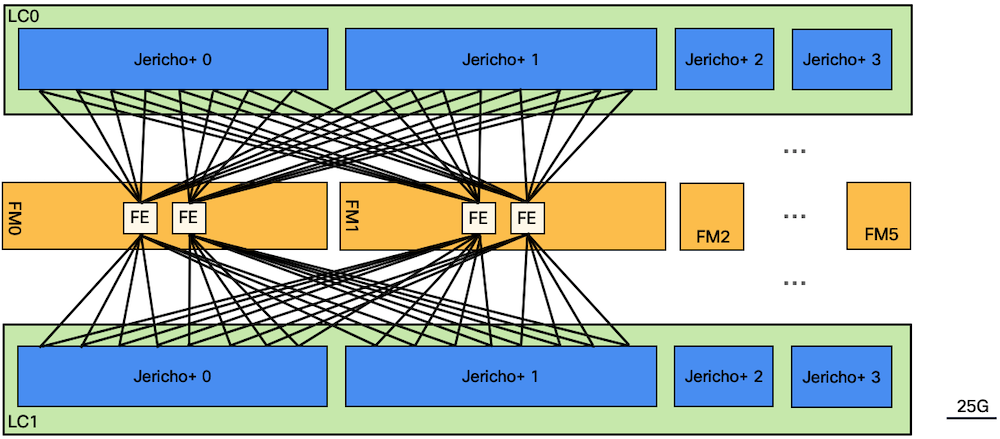 LC0
Jericho+ 0
Jericho+ 1
Jericho+ 2
Jericho+ 3
...
FM0
FE
FE
FM1
FE
FE
FM2
...
FM5
...
Jericho+ 0
Jericho+ 1
Jericho+ 2
Jericho+ 3
LC1
25G